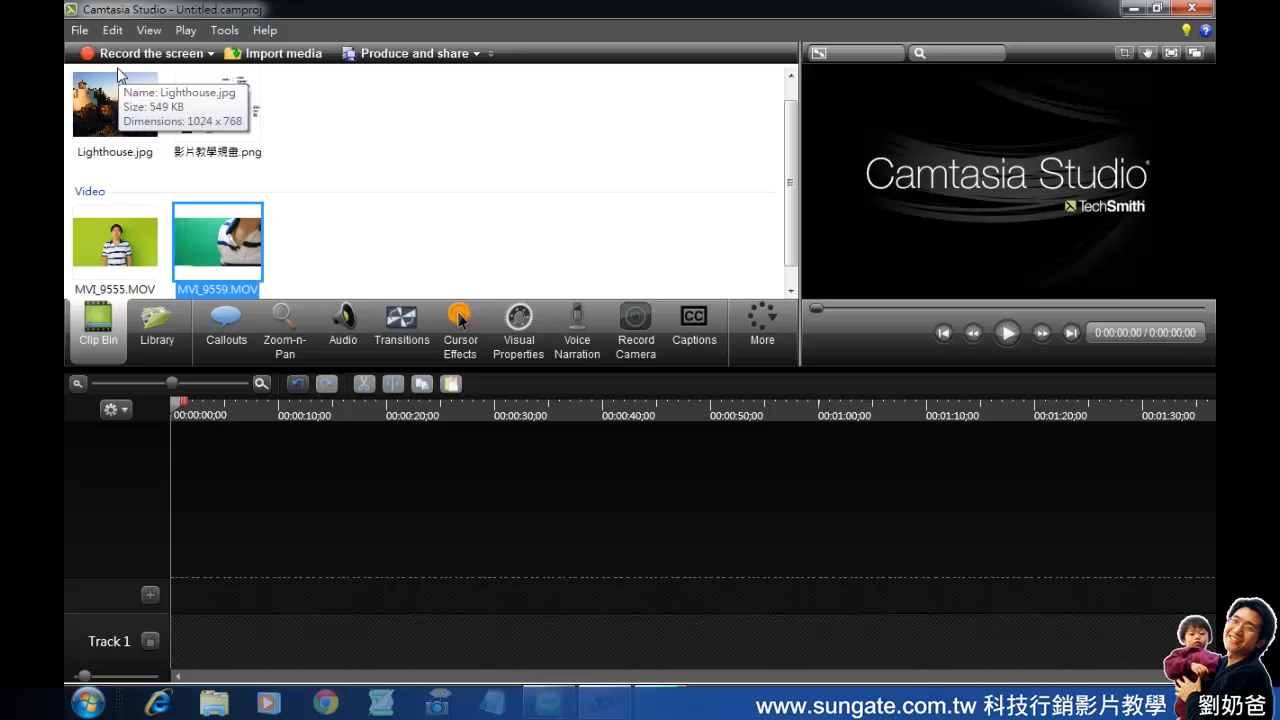 Camtasia Studio - Untitled.camproj
File Edit View Play Tools Help
Record the screen Import media Produce and share
Name: Lighthouse.jpg
Size: 549 KB
Dimensions: 1024 x 768
Lighthouse.jpg 影片教學規畫.png
Video
MVI_9555.MOV MVI_9559.MOV
Camtasia Studio
TechSmith
Clip Bin Library Callouts Zoom-n-Pan Audio Transitions Cursor Effects Visual Properties Voice Narration Record Camera CC Captions More
0:00:00;00 / 0:00:00;00
00:00:00;00 00:00:10;00 00:00:20;00 00:00:30;00 00:00:40;00 00:00:50;00 00:01:00;00 00:01:10;00 00:01:20;00 00:01:30;00
Track 1
www.sungate.com.tw 科技行銷影片教學 劉奶爸